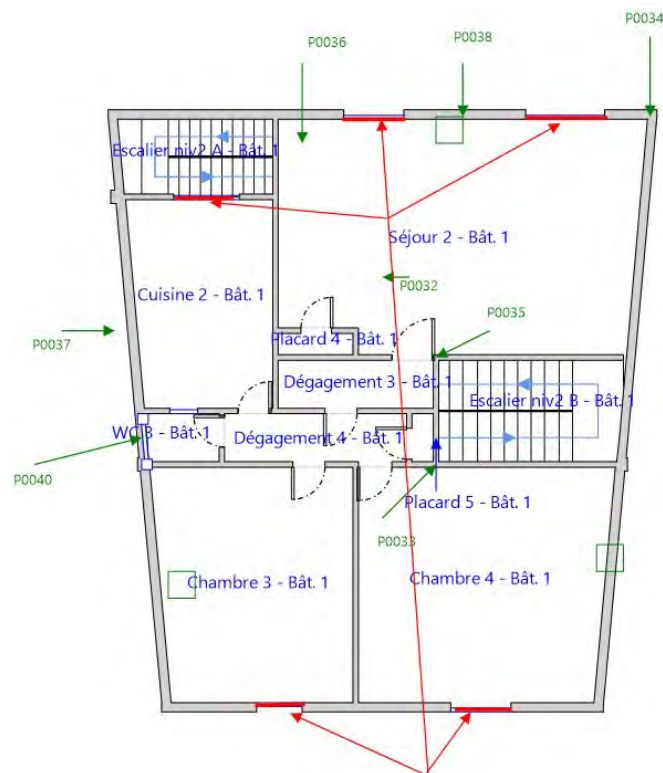 P0034
P0038
P0036
Escalier niv2 A - Bât. 1
Séjour 2 - Bât. 1
P0032
Cuisine 2 - Bât. 1
P0035
P0037
Placard 4 - Bât. 1
Dégagement 3 - Bât. 1
Escalier niv2 B - Bât. 1
WC 3 - Bât. 1
Dégagement 4 - Bât. 1
P0040
Placard 5 - Bât. 1
P0033
Chambre 3 - Bât. 1
Chambre 4 - Bât. 1